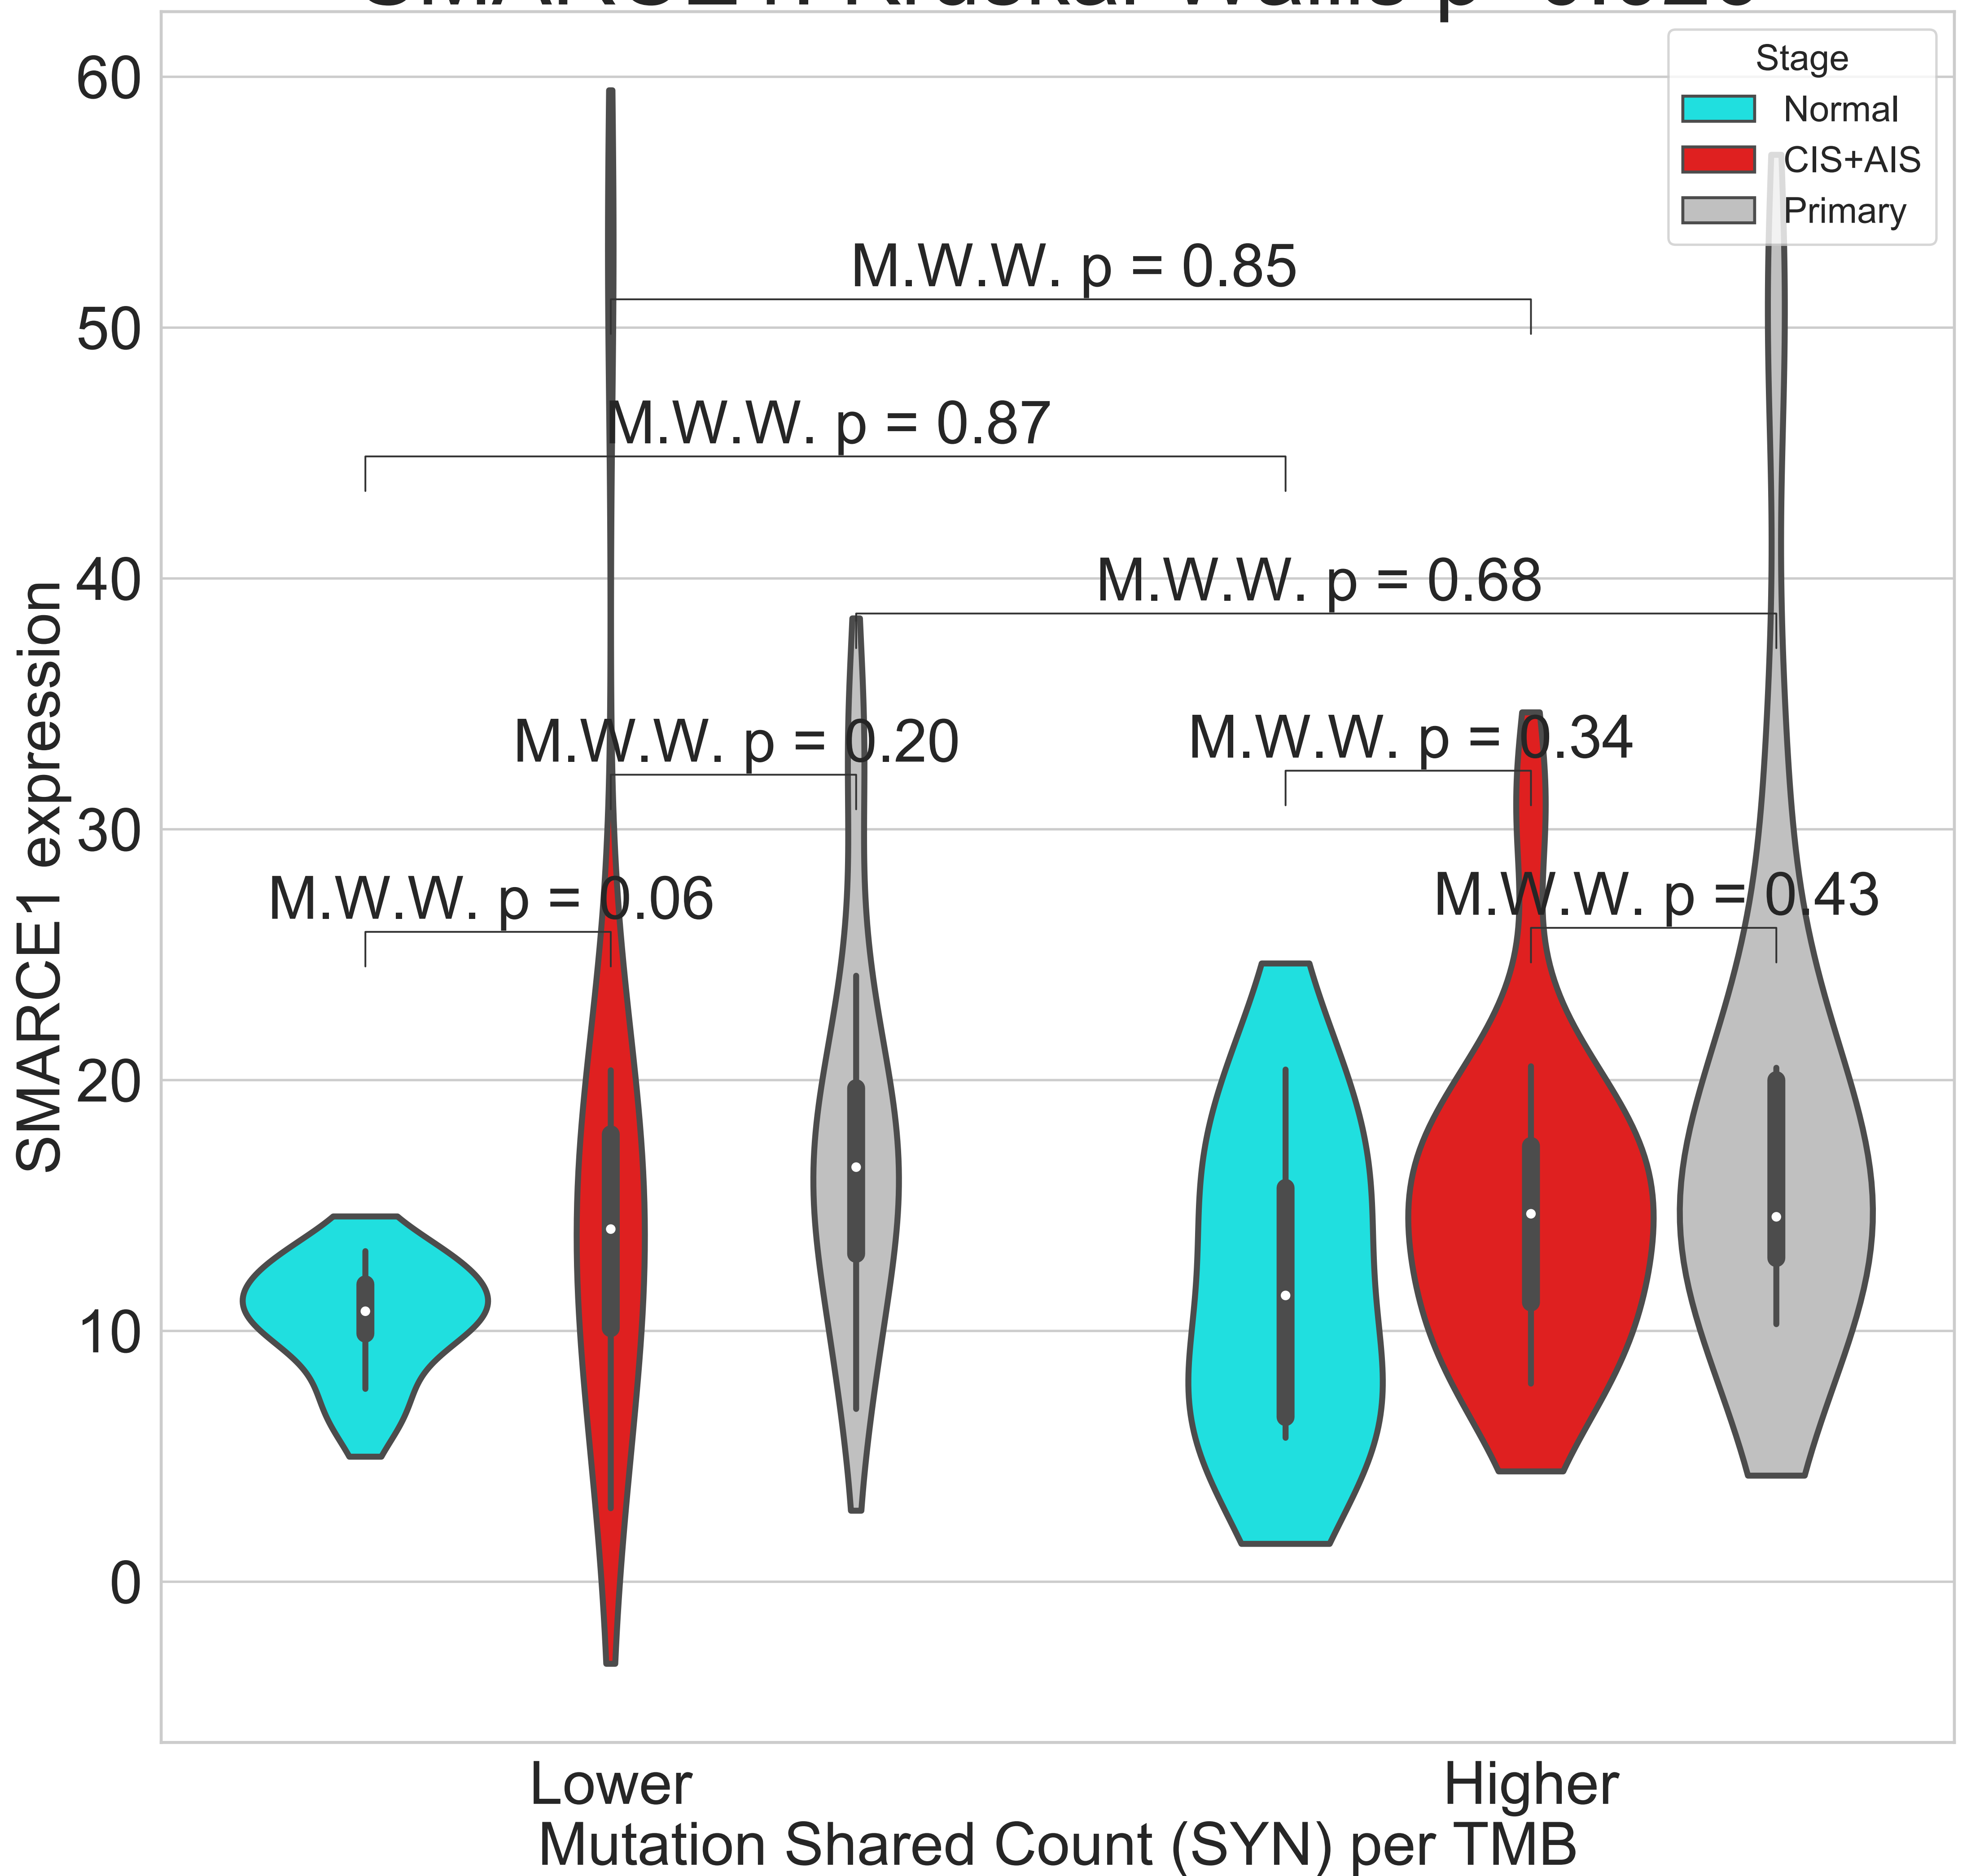 60
50
40
30
20
10
0
SMARCE1 expression
Stage
Normal
CIS+AIS
Primary
M.W.W. p = 0.85
M.W.W. p = 0.87
M.W.W. p = 0.68
M.W.W. p = 0.20
M.W.W. p = 0.34
M.W.W. p = 0.06
M.W.W. p = 0.43
Lower
Higher
Mutation Shared Count (SYN) per TMB